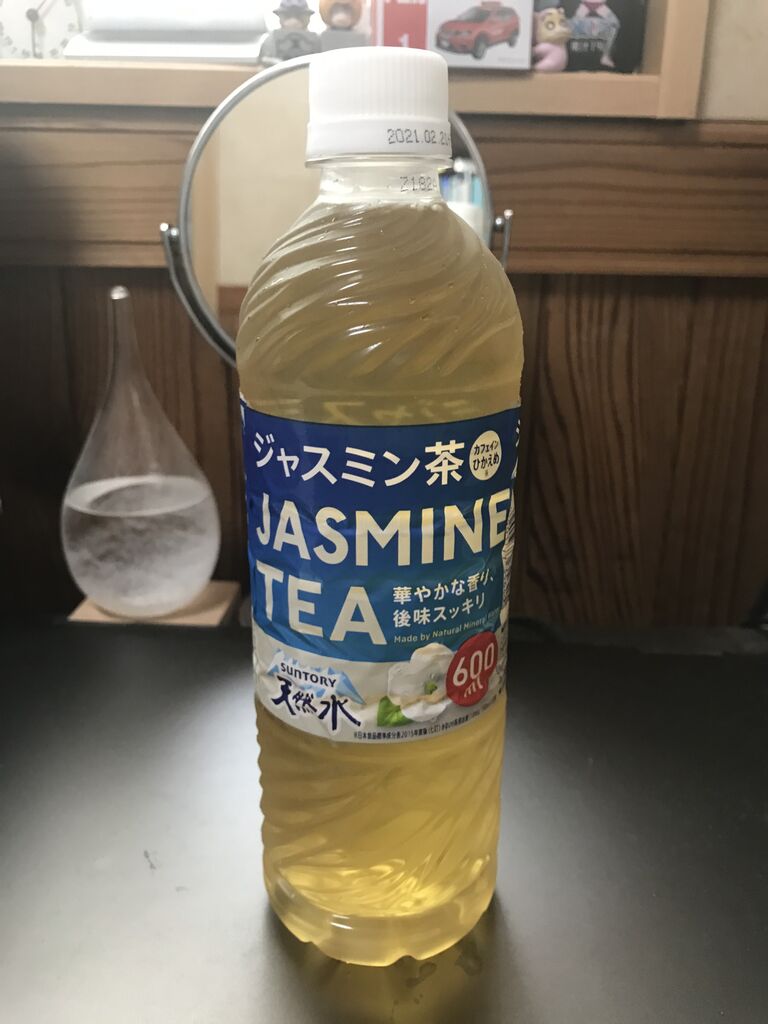 2021.02
ジャスミン茶
カフェイン
ひかえめ
JASMINE
TEA
華やかな香り、
後味スッキリ
Made by Natural Mineral
SUNTORY
天然水
600
ml